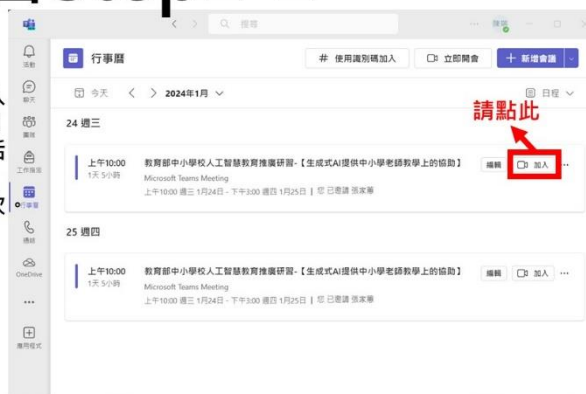 搜尋
行事曆
# 使用識別碼加入
立即開會
+ 新增會議
活動
聊天
團隊
工作指派
行事曆
通話
OneDrive
應用程式
今天
2024年1月
日程
請點此
24 週三
上午10:00
1天 5小時
教育部中小學校人工智慧教育推廣研習-【生成式AI提供中小學老師教學上的協助】
Microsoft Teams Meeting
上午10:00 週三 1月24日 - 下午3:00 週四 1月25日 | 您 已邀請 張家蓁
編輯
加入
25 週四
上午10:00
1天 5小時
教育部中小學校人工智慧教育推廣研習-【生成式AI提供中小學老師教學上的協助】
Microsoft Teams Meeting
上午10:00 週三 1月24日 - 下午3:00 週四 1月25日 | 您 已邀請 張家蓁
編輯
加入